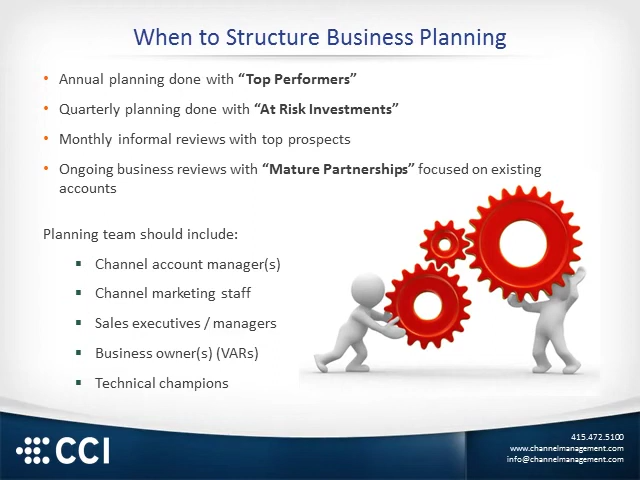 When to Structure Business Planning
• Annual planning done with “Top Performers”
• Quarterly planning done with “At Risk Investments”
• Monthly informal reviews with top prospects
• Ongoing business reviews with “Mature Partnerships” focused on existing
accounts
Planning team should include:
▪ Channel account manager(s)
▪ Channel marketing staff
▪ Sales executives / managers
▪ Business owner(s) (VARs)
▪ Technical champions
CCI
415.472.5100
www.channelmanagement.com
info@channelmanagement.com